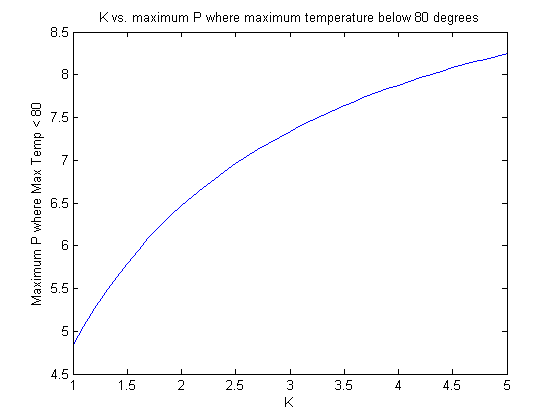 K vs. maximum P where maximum temperature below 80 degrees
8.5
8
7.5
7
6.5
6
5.5
5
4.5
Maximum P where Max Temp < 80
1 1.5 2 2.5 3 3.5 4 4.5 5
K